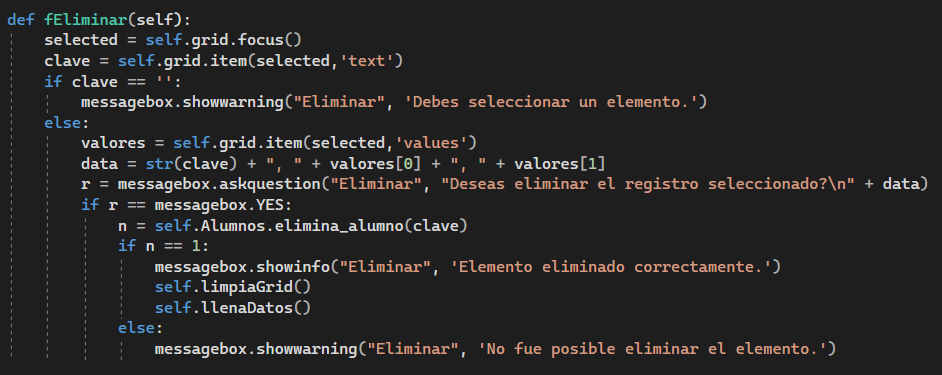 def fEliminar(self):
    selected = self.grid.focus()
    clave = self.grid.item(selected,'text')
    if clave == '':
        messagebox.showwarning("Eliminar", 'Debes seleccionar un elemento.')
    else:
        valores = self.grid.item(selected,'values')
        data = str(clave) + ", " + valores[0] + ", " + valores[1]
        r = messagebox.askquestion("Eliminar", "Deseas eliminar el registro seleccionado?\n" + data)
        if r == messagebox.YES:
            n = self.Alumnos.elimina_alumno(clave)
            if n == 1:
                messagebox.showinfo("Eliminar", 'Elemento eliminado correctamente.')
                self.limpiaGrid()
                self.llenaDatos()
            else:
                messagebox.showwarning("Eliminar", 'No fue posible eliminar el elemento.')